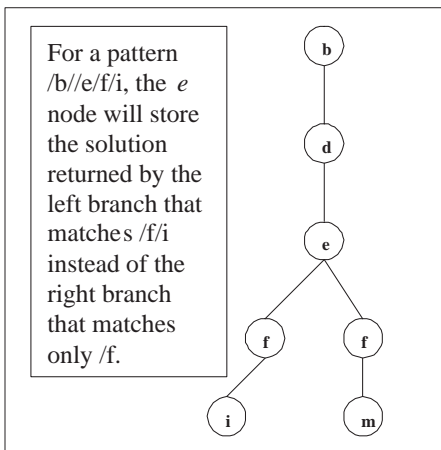 For a pattern
/b//e/f/i, the e
node will store
the solution
returned by the
left branch that
matches /f/i
instead of the
right branch
that matches
only /f.
b
d
e
f f
i m